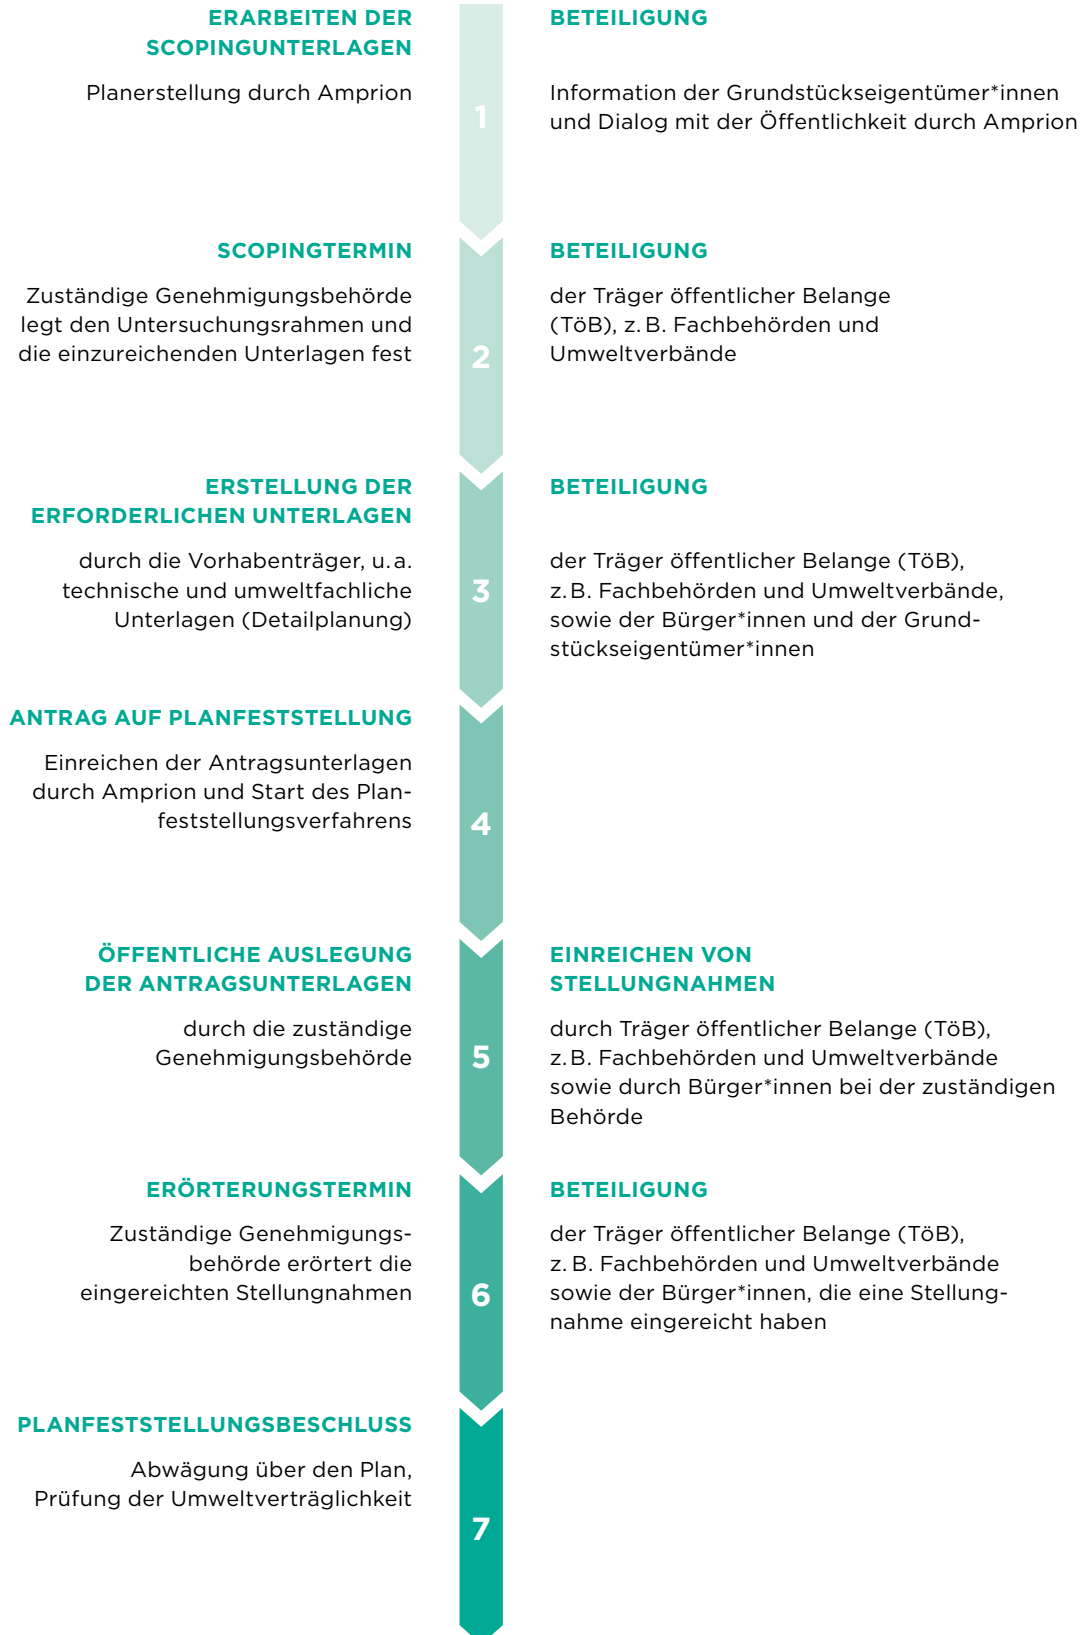 ERARBEITEN DER
SCOPINGUNTERLAGEN
Planerstellung durch Amprion
1
BETEILIGUNG
Information der Grundstückseigentümer*innen
und Dialog mit der Öffentlichkeit durch Amprion
SCOPINGTERMIN
Zuständige Genehmigungsbehörde
legt den Untersuchungsrahmen und
die einzureichenden Unterlagen fest
2
BETEILIGUNG
der Träger öffentlicher Belange
(TöB), z. B. Fachbehörden und
Umweltverbände
ERSTELLUNG DER
ERFORDERLICHEN UNTERLAGEN
durch die Vorhabenträger, u. a.
technische und umweltfachliche
Unterlagen (Detailplanung)
3
BETEILIGUNG
der Träger öffentlicher Belange (TöB),
z. B. Fachbehörden und Umweltverbände,
sowie der Bürger*innen und der Grund-
stückseigentümer*innen
ANTRAG AUF PLANFESTSTELLUNG
Einreichen der Antragsunterlagen
durch Amprion und Start des Plan-
feststellungsverfahrens
4
ÖFFENTLICHE AUSLEGUNG
DER ANTRAGSUNTERLAGEN
durch die zuständige
Genehmigungsbehörde
5
EINREICHEN VON
STELLUNGNAHMEN
durch Träger öffentlicher Belange (TöB),
z. B. Fachbehörden und Umweltverbände
sowie durch Bürger*innen bei der zuständigen
Behörde
ERÖRTERUNGSTERMIN
Zuständige Genehmigungs-
behörde erörtert die
eingereichten Stellungnahmen
6
BETEILIGUNG
der Träger öffentlicher Belange (TöB),
z. B. Fachbehörden und Umweltverbände
sowie der Bürger*innen, die eine Stellung-
nahme eingereicht haben
PLANFESTSTELLUNGSBESCHLUSS
Abwägung über den Plan,
Prüfung der Umweltverträglichkeit
7